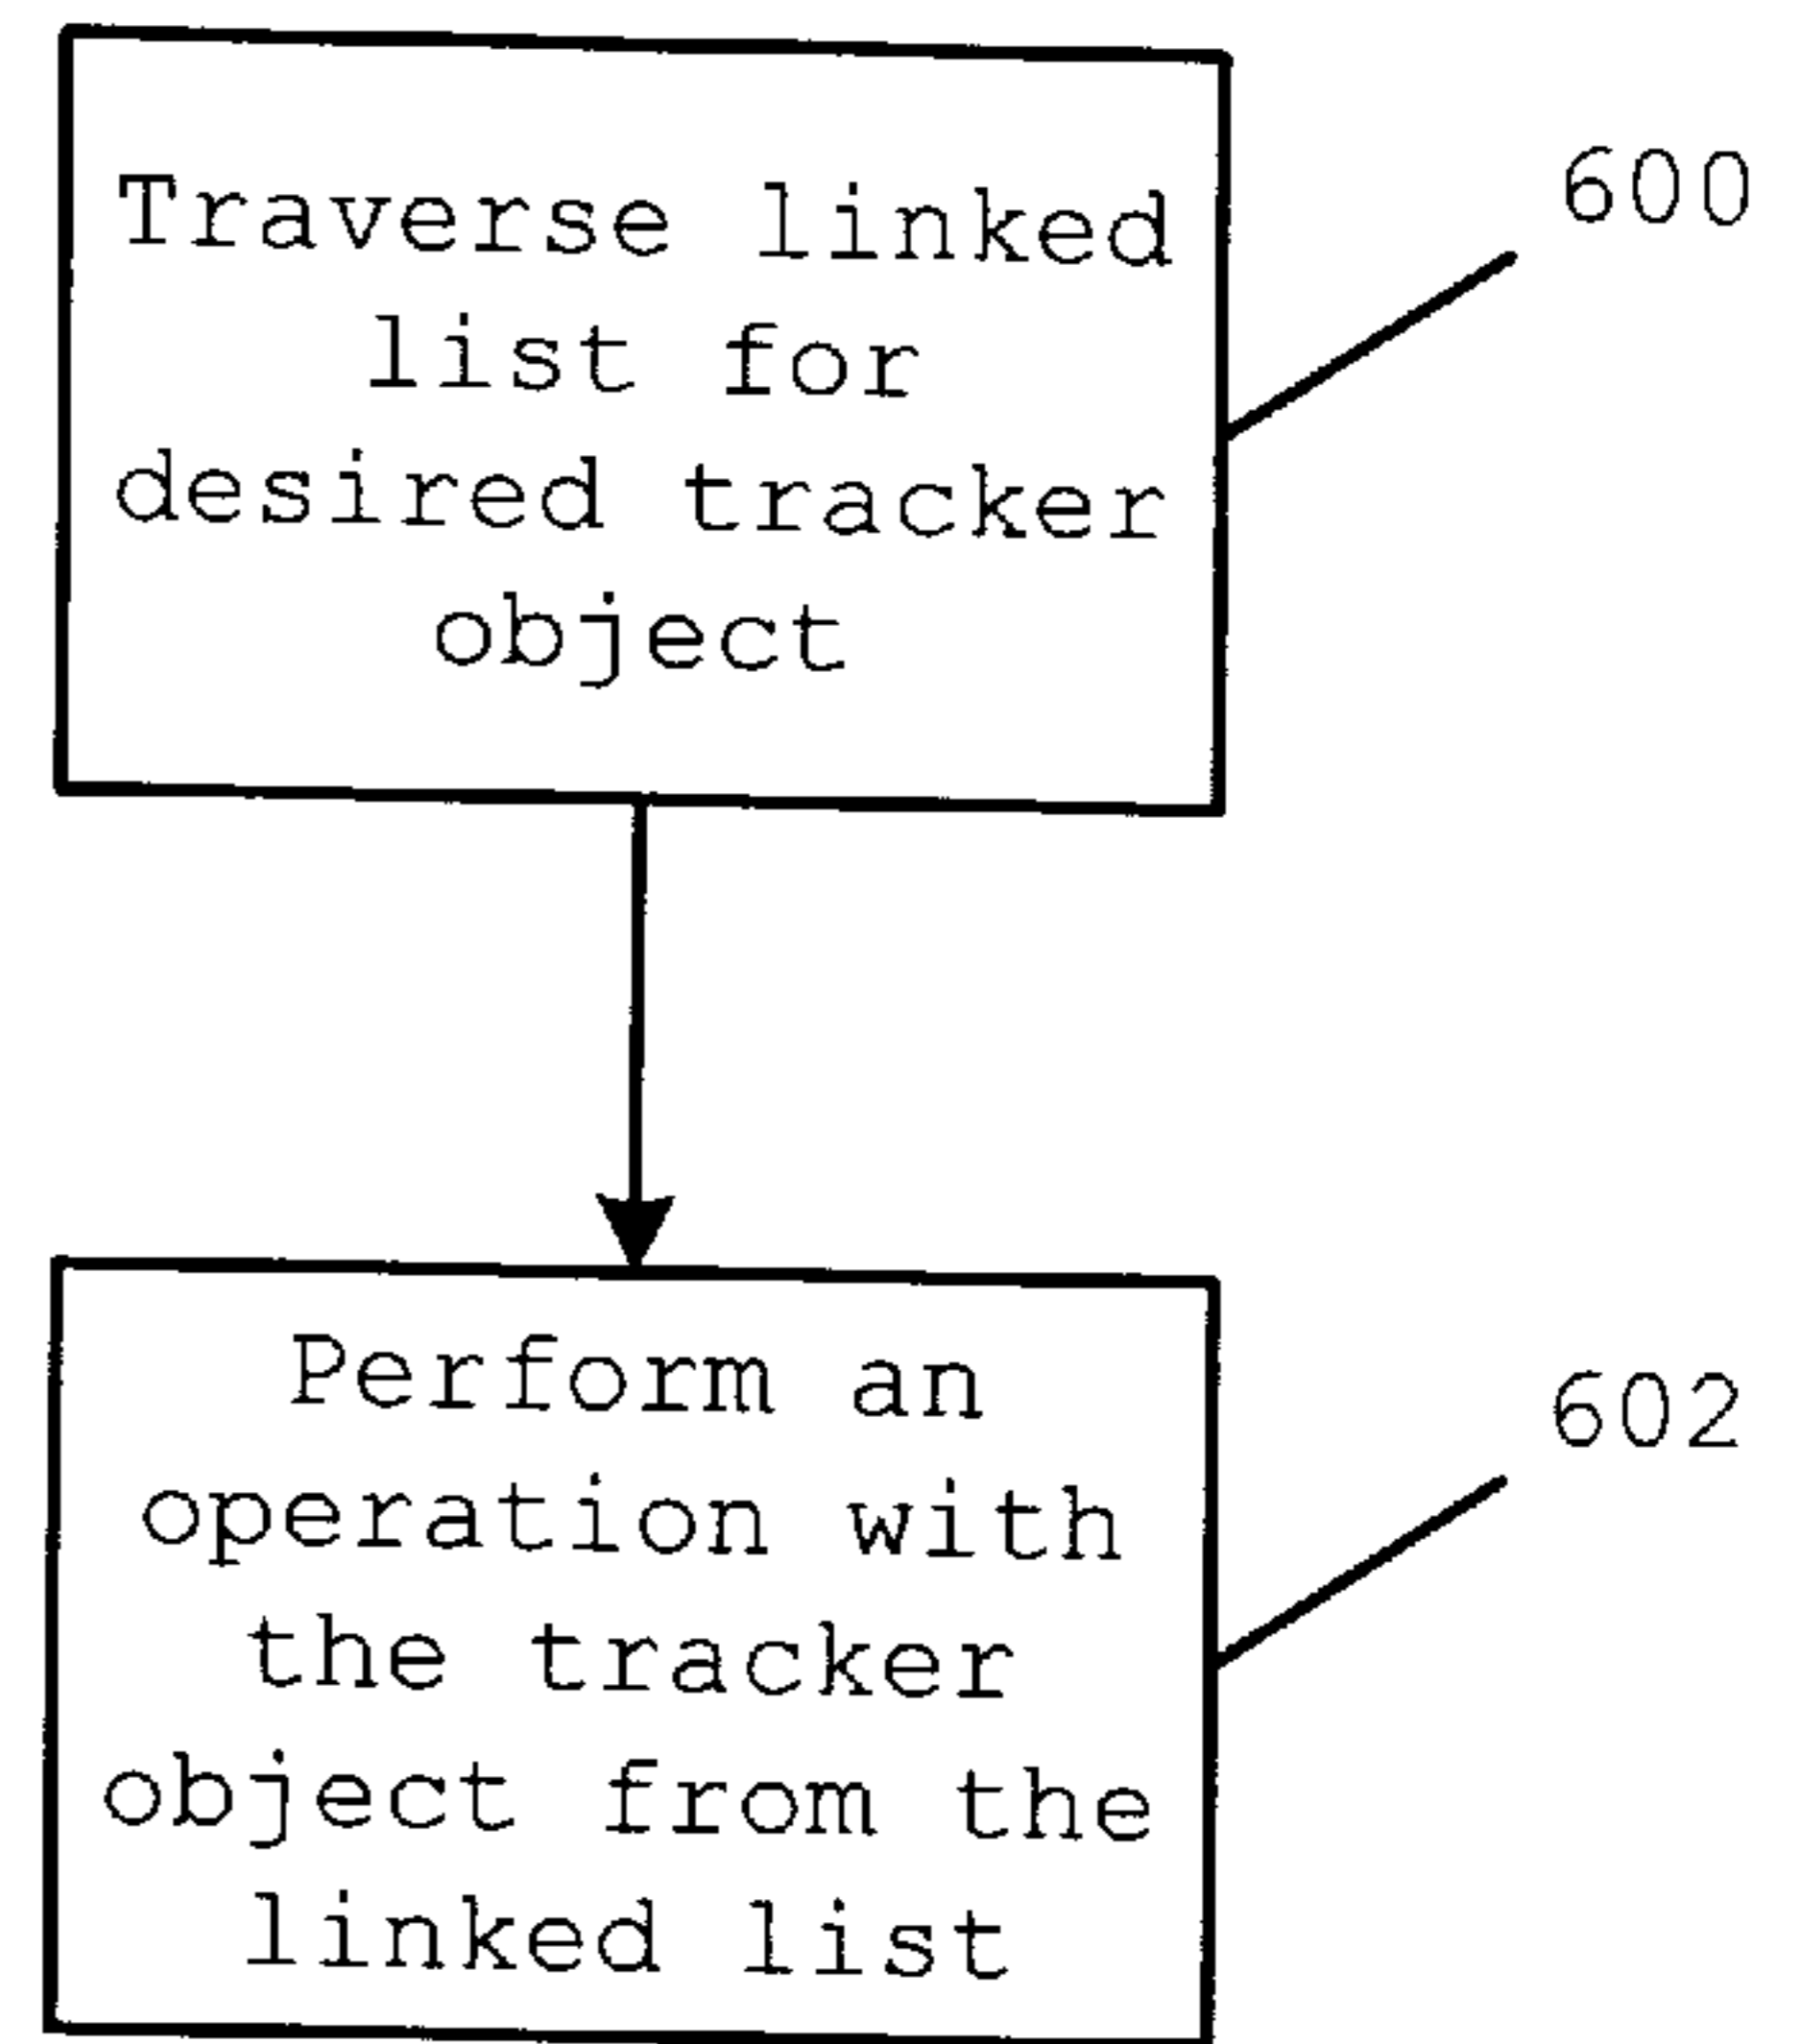 Traverse linked
list for
desired tracker
object
600
Perform an
operation with
the tracker
object from the
linked list
602